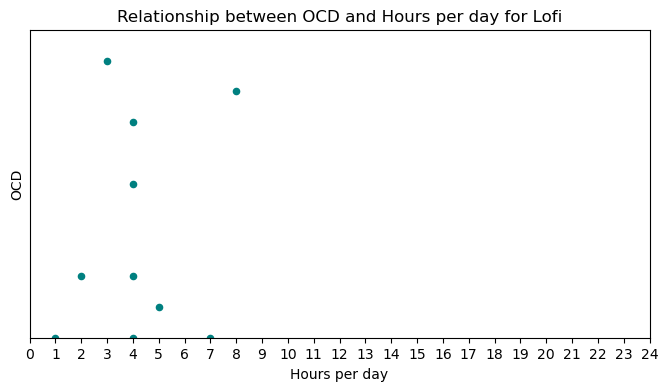 Relationship between OCD and Hours per day for Lofi
OCD
0 1 2 3 4 5 6 7 8 9 10 11 12 13 14 15 16 17 18 19 20 21 22 23 24
Hours per day